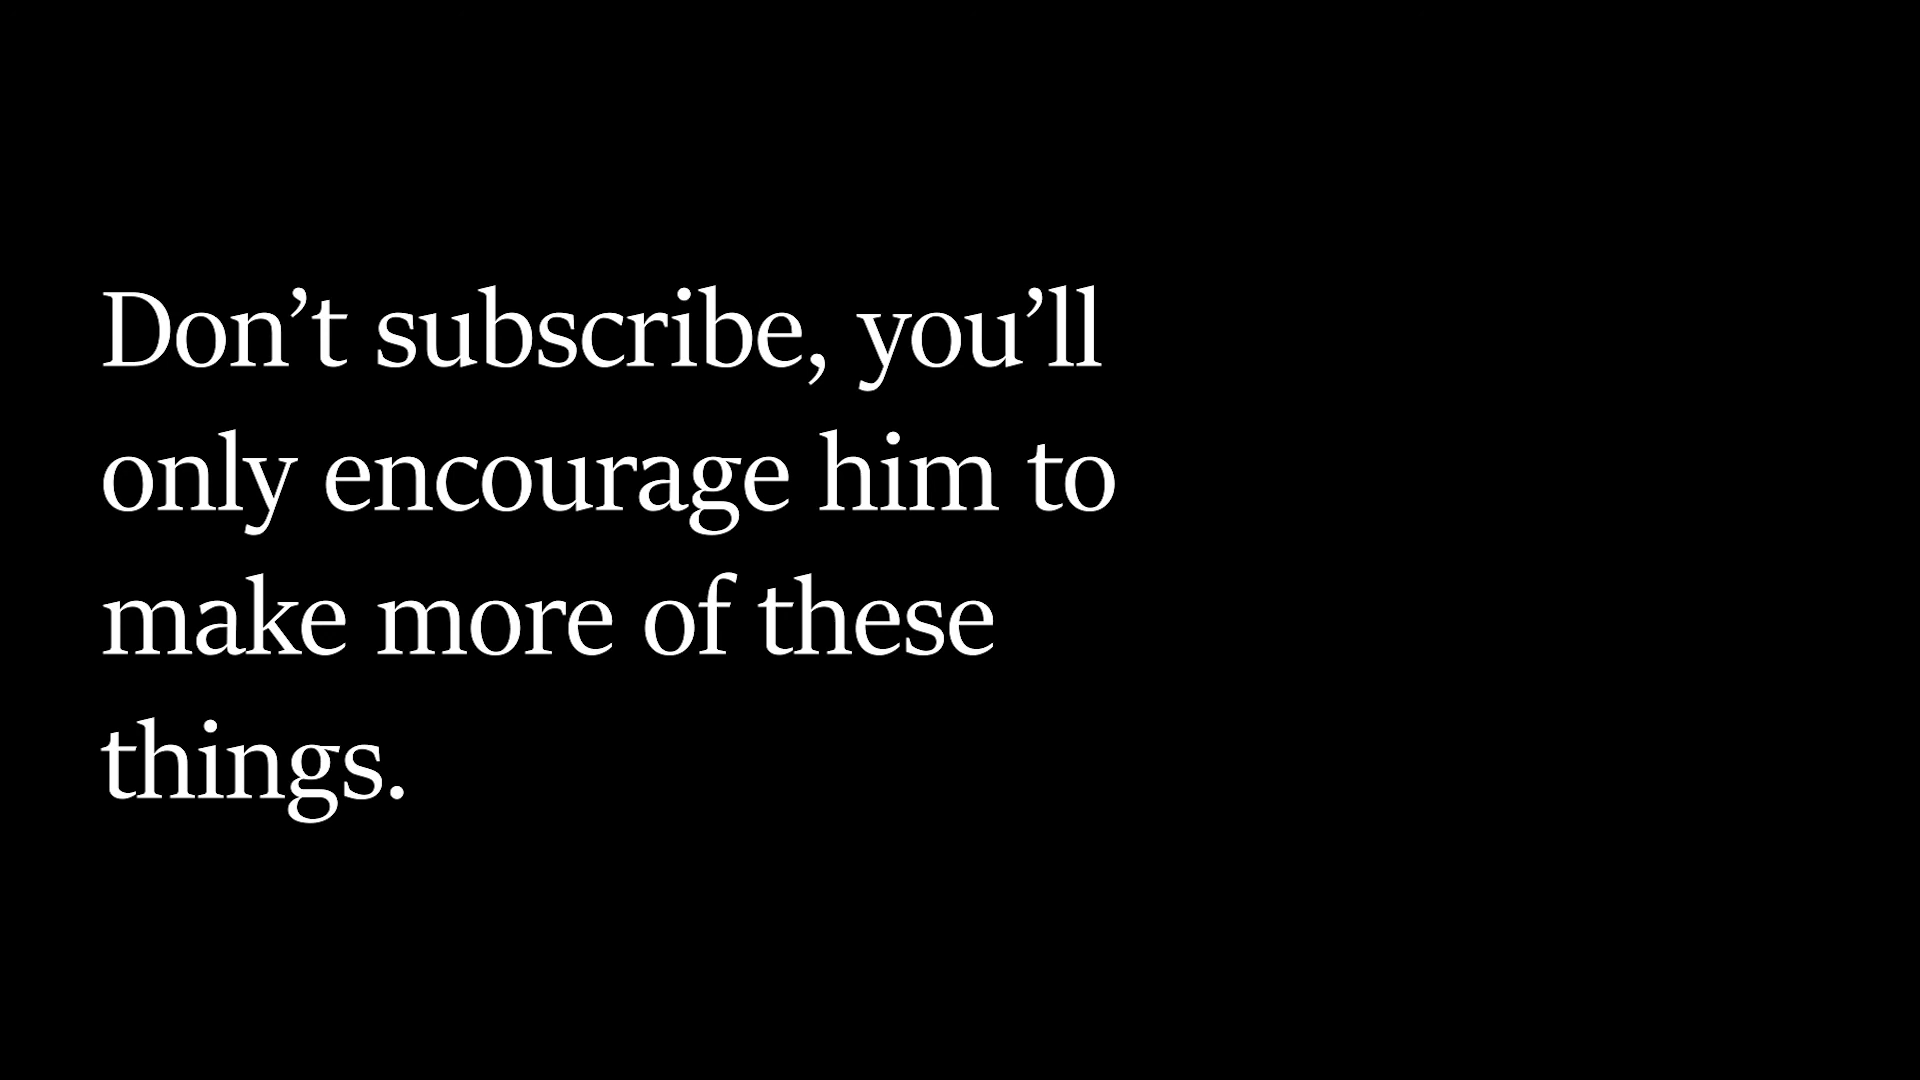 Don’t subscribe, you’ll
only encourage him to
make more of these
things.